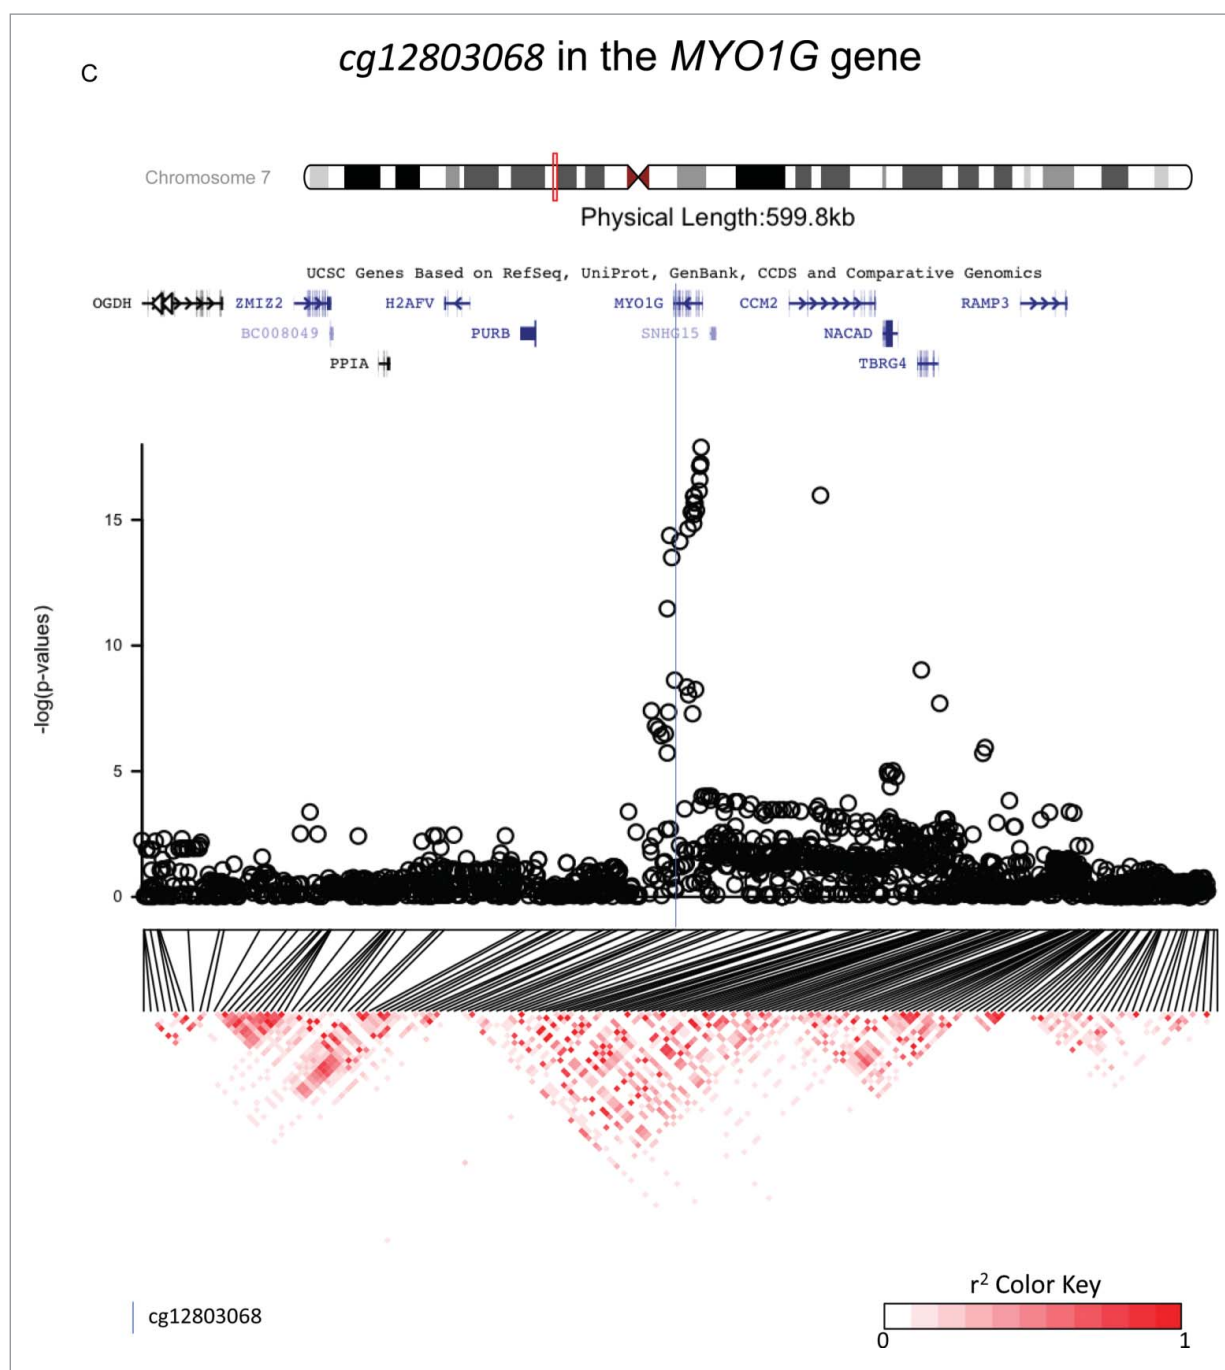 cg12803068 in the MYO1G gene
C
Chromosome 7
Physical Length:599.8kb
UCSC Genes Based on RefSeq, UniProt, GenBank, CCDS and Comparative Genomics
OGDH ZMIZ2 H2AFV MYO1G CCM2 RAMP3
BC008049 PURB SNHG15 NACAD
PPIA TBRG4
15
10
5
0
-log(p-values)
r² Color Key
cg12803068
0 1